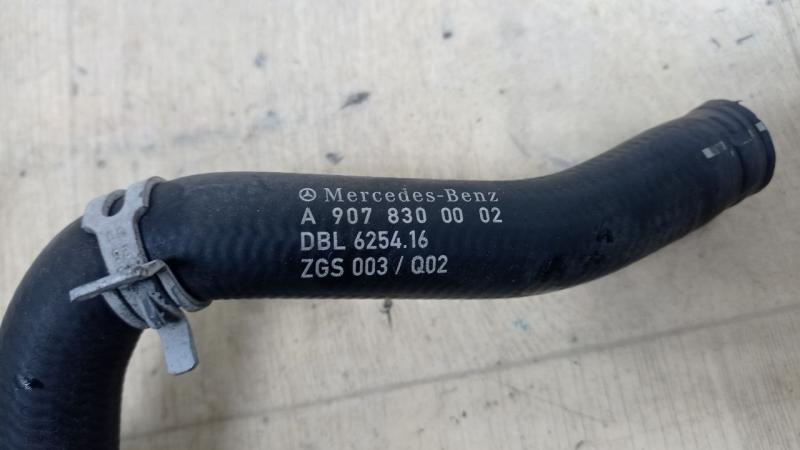 Mercedes-Benz
A 907 830 00 02
DBL 6254.16
ZGS 003 / Q02